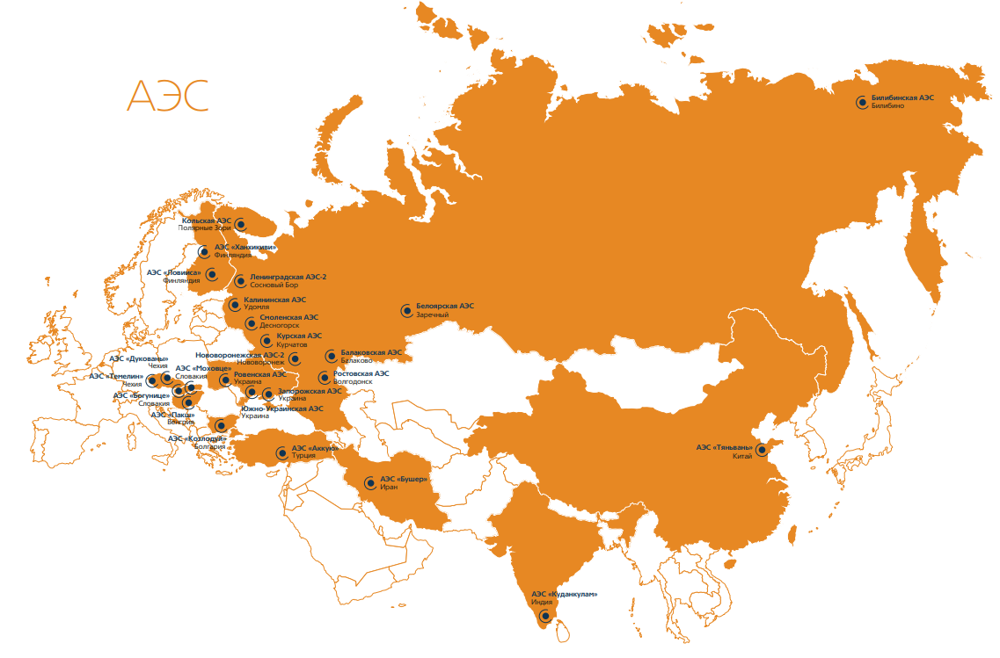 АЭС
Билибинская АЭС
Билибино
Кольская АЭС
Полярные Зори
АЭС «Ханхикиви»
Финляндия
АЭС «Ловииса»
Финляндия
Ленинградская АЭС-2
Сосновый Бор
Калининская АЭС
Удомля
Смоленская АЭС
Десногорск
Белоярская АЭС
Заречный
Курская АЭС
Курчатов
Нововоронежская АЭС-2
Нововоронеж
Балаковская АЭС
Балаково
АЭС «Дукованы»
Чехия
АЭС «Моховце»
Словакия
АЭС «Темелин»
Чехия
Ровенская АЭС
Украина
Ростовская АЭС
Волгодонск
АЭС «Богунице»
Словакия
Запорожская АЭС
Украина
АЭС «Пакш»
Венгрия
Южно-Украинская АЭС
Украина
АЭС «Козлодуй»
Болгария
АЭС «Аккую»
Турция
АЭС «Тяньвань»
Китай
АЭС «Бушер»
Иран
АЭС «Куданкулам»
Индия